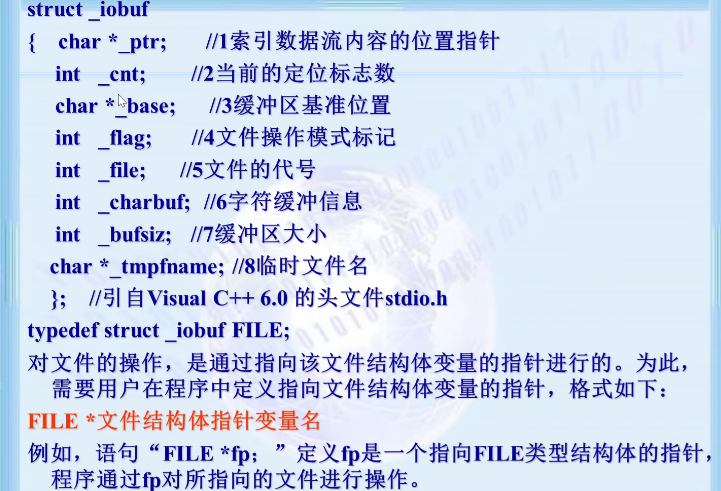 struct _iobuf
{ char *_ptr; //1索引数据流内容的位置指针
int _cnt; //2当前的定位标志数
char *_base; //3缓冲区基准位置
int _flag; //4文件操作模式标记
int _file; //5文件的代号
int _charbuf; //6字符缓冲信息
int _bufsiz; //7缓冲区大小
char *_tmpfname; //8临时文件名
}; //引自Visual C++ 6.0 的头文件stdio.h
typedef struct _iobuf FILE;
对文件的操作，是通过指向该文件结构体变量的指针进行的。为此，
需要用户在程序中定义指向文件结构体变量的指针，格式如下：
FILE *文件结构体指针变量名
例如，语句“FILE *fp；”定义fp是一个指向FILE类型结构体的指针，
程序通过fp对所指向的文件进行操作。